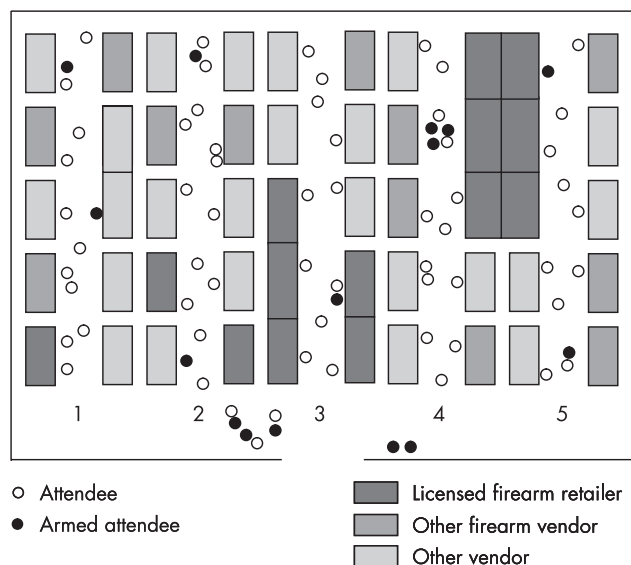 1 2 3 4 5
Attendee
Armed attendee
Licensed firearm retailer
Other firearm vendor
Other vendor